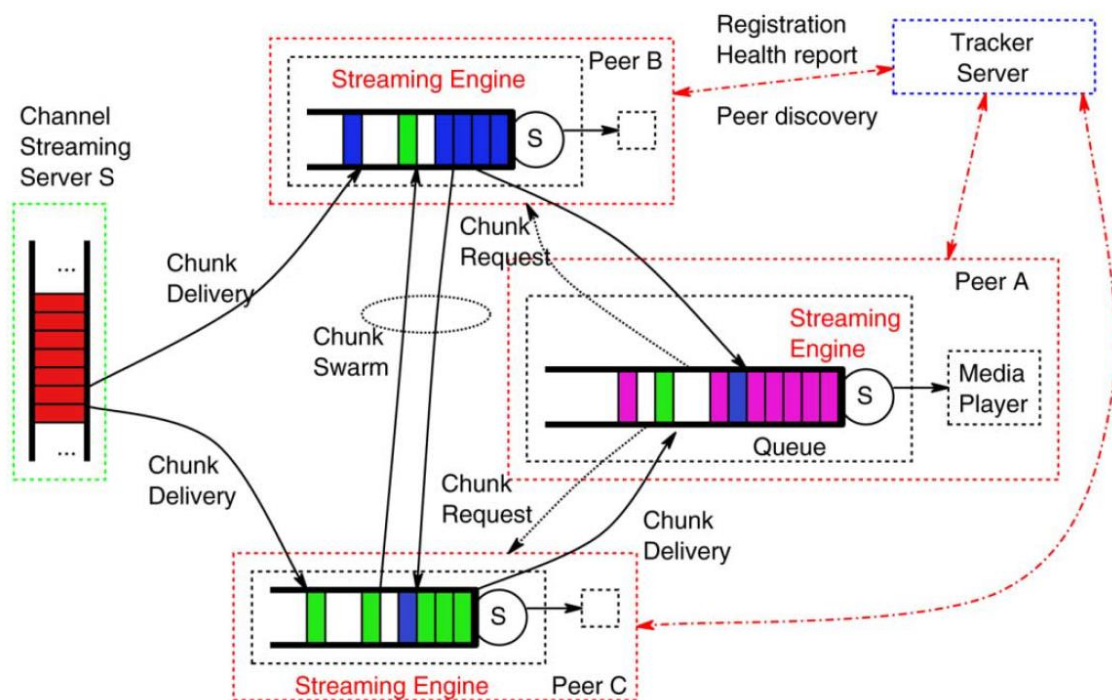 Registration
Health report
Peer discovery
Tracker
Server
Peer B
Streaming Engine
S
Channel
Streaming
Server S
...
...
Chunk
Delivery
Chunk
Delivery
Chunk
Swarm
Chunk
Request
Chunk
Request
Chunk
Delivery
Peer A
Streaming
Engine
S
Media
Player
Queue
S
Streaming Engine
Peer C